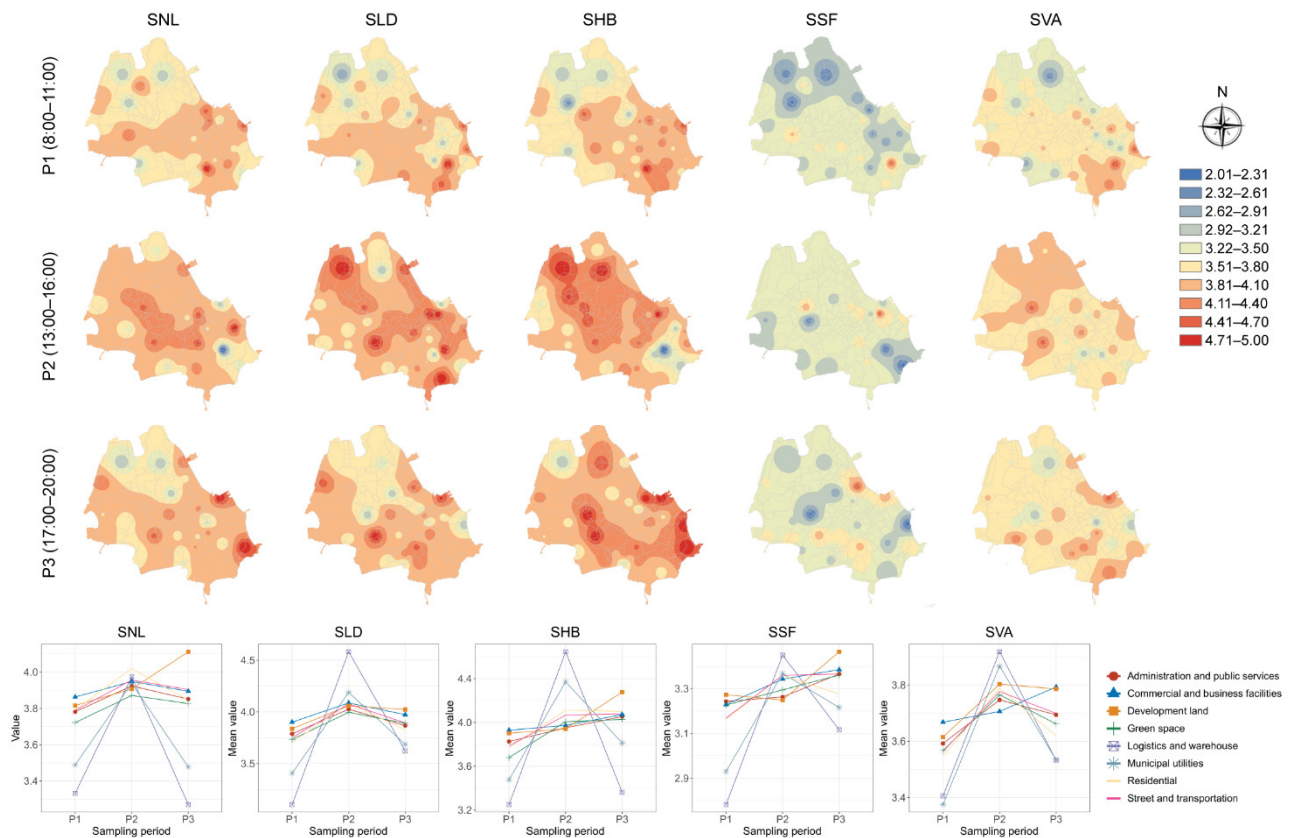 SNL SLD SHB SSF SVA
P1 (8:00–11:00)
N
2.01–2.31
2.32–2.61
2.62–2.91
2.92–3.21
3.22–3.50
3.51–3.80
3.81–4.10
4.11–4.40
4.41–4.70
4.71–5.00
P2 (13:00–16:00)
P3 (17:00–20:00)
SNL
Value
4.0
3.8
3.6
3.4
P1 P2 P3
Sampling period
SLD
Mean value
4.5
4.0
3.5
P1 P2 P3
Sampling period
SHB
Mean value
4.4
4.0
3.6
3.2
P1 P2 P3
Sampling period
SSF
Mean value
3.3
3.1
2.9
P1 P2 P3
Sampling period
SVA
Mean value
3.8
3.6
3.4
P1 P2 P3
Sampling period
Administration and public services
Commercial and business facilities
Development land
Green space
Logistics and warehouse
Municipal utilities
Residential
Street and transportation